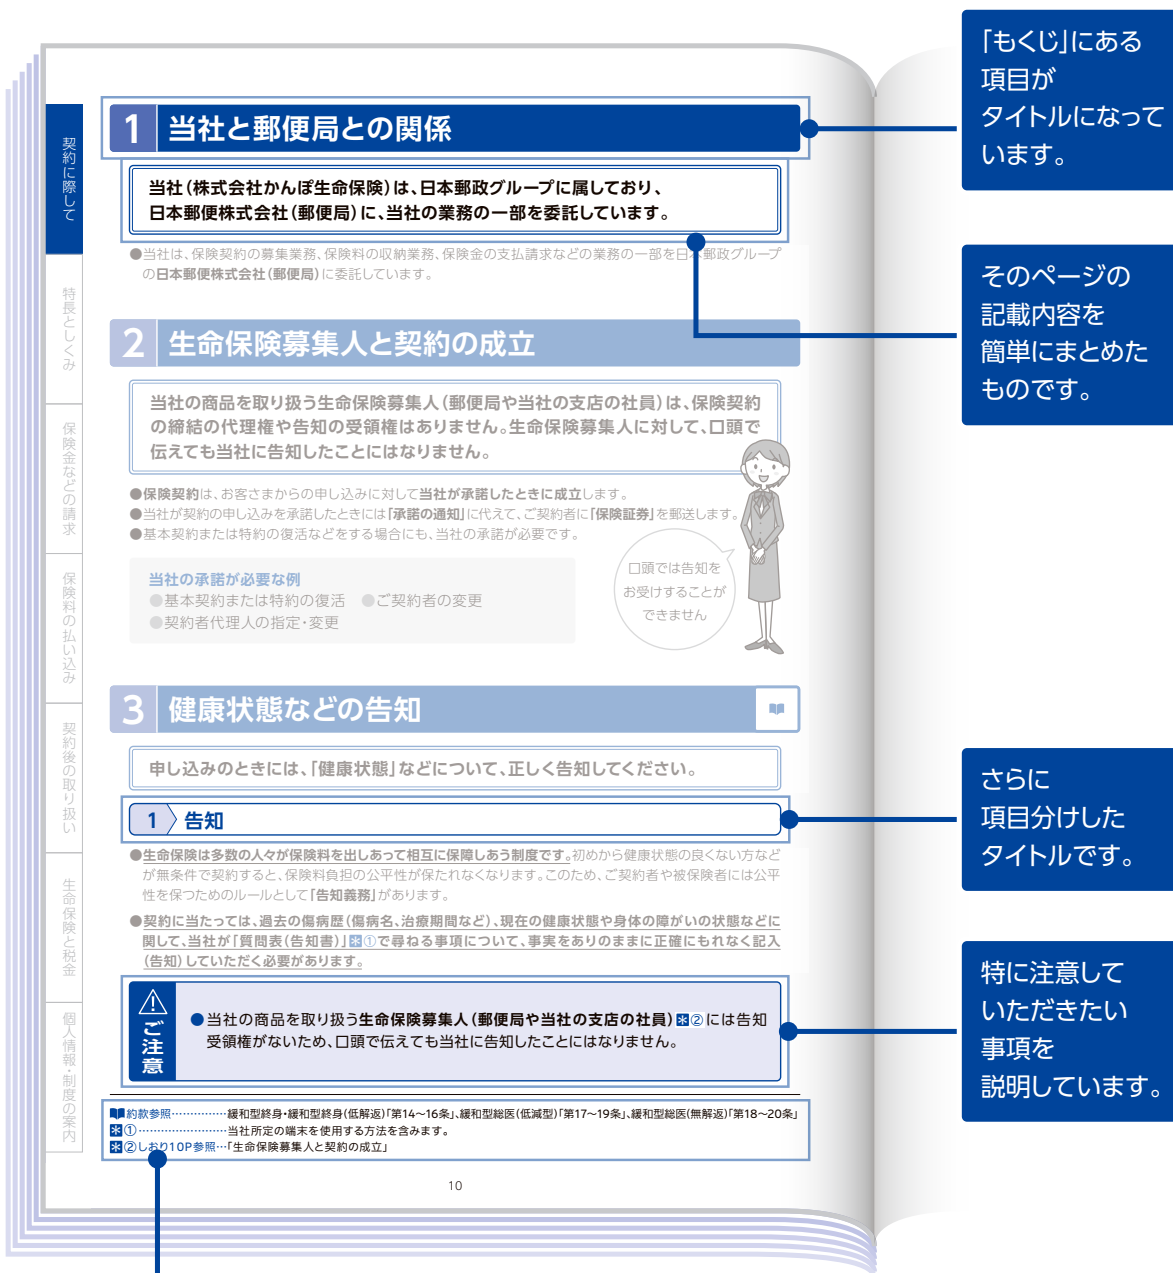 「もくじ」にある
項目が
タイトルになって
います。
契約に際して
特長としくみ
保険金などの請求
保険料の払い込み
契約後の取り扱い
生命保険と税金
個人情報・制度の案内
1 当社と郵便局との関係
当社(株式会社かんぽ生命保険)は、日本郵政グループに属しており、
日本郵便株式会社(郵便局)に、当社の業務の一部を委託しています。
●当社は、保険契約の募集業務、保険料の収納業務、保険金の支払請求などの業務の一部を日本郵政グループ
の日本郵便株式会社(郵便局)に委託しています。
そのページの
記載内容を
簡単にまとめた
ものです。
2 生命保険募集人と契約の成立
当社の商品を取り扱う生命保険募集人(郵便局や当社の支店の社員)は、保険契約
の締結の代理権や告知の受領権はありません。生命保険募集人に対して、口頭で
伝えても当社に告知したことにはなりません。
●保険契約は、お客さまからの申し込みに対して当社が承諾したときに成立します。
●当社が契約の申し込みを承諾したときには「承諾の通知」に代えて、ご契約者に「保険証券」を郵送します。
●基本契約または特約の復活などをする場合にも、当社の承諾が必要です。
当社の承諾が必要な例
●基本契約または特約の復活 ●ご契約者の変更
●契約者代理人の指定・変更
口頭では告知を
お受けすることが
できません
3 健康状態などの告知
申し込みのときには、「健康状態」などについて、正しく告知してください。
さらに
項目分けした
タイトルです。
1 告知
●生命保険は多数の人々が保険料を出しあって相互に保障しあう制度です。初めから健康状態の良くない方など
が無条件で契約すると、保険料負担の公平性が保たれなくなります。このため、ご契約者や被保険者には公平
性を保つためのルールとして「告知義務」があります。
●契約に当たっては、過去の傷病歴(傷病名、治療期間など)、現在の健康状態や身体の障がいの状態などに
関して、当社が「質問表(告知書)」＊①で尋ねる事項について、事実をありのままに正確にもれなく記入
(告知)していただく必要があります。
特に注意して
いただきたい
事項を
説明しています。
ご注意
●当社の商品を取り扱う生命保険募集人(郵便局や当社の支店の社員)＊②には告知
受領権がないため、口頭で伝えても当社に告知したことにはなりません。
約款参照……………緩和型終身・緩和型終身(低解返)「第14〜16条」、緩和型総医(低減型)「第17〜19条」、緩和型総医(無解返)「第18〜20条」
＊①……………………当社所定の端末を使用する方法を含みます。
＊②しおり10P参照…「生命保険募集人と契約の成立」
10